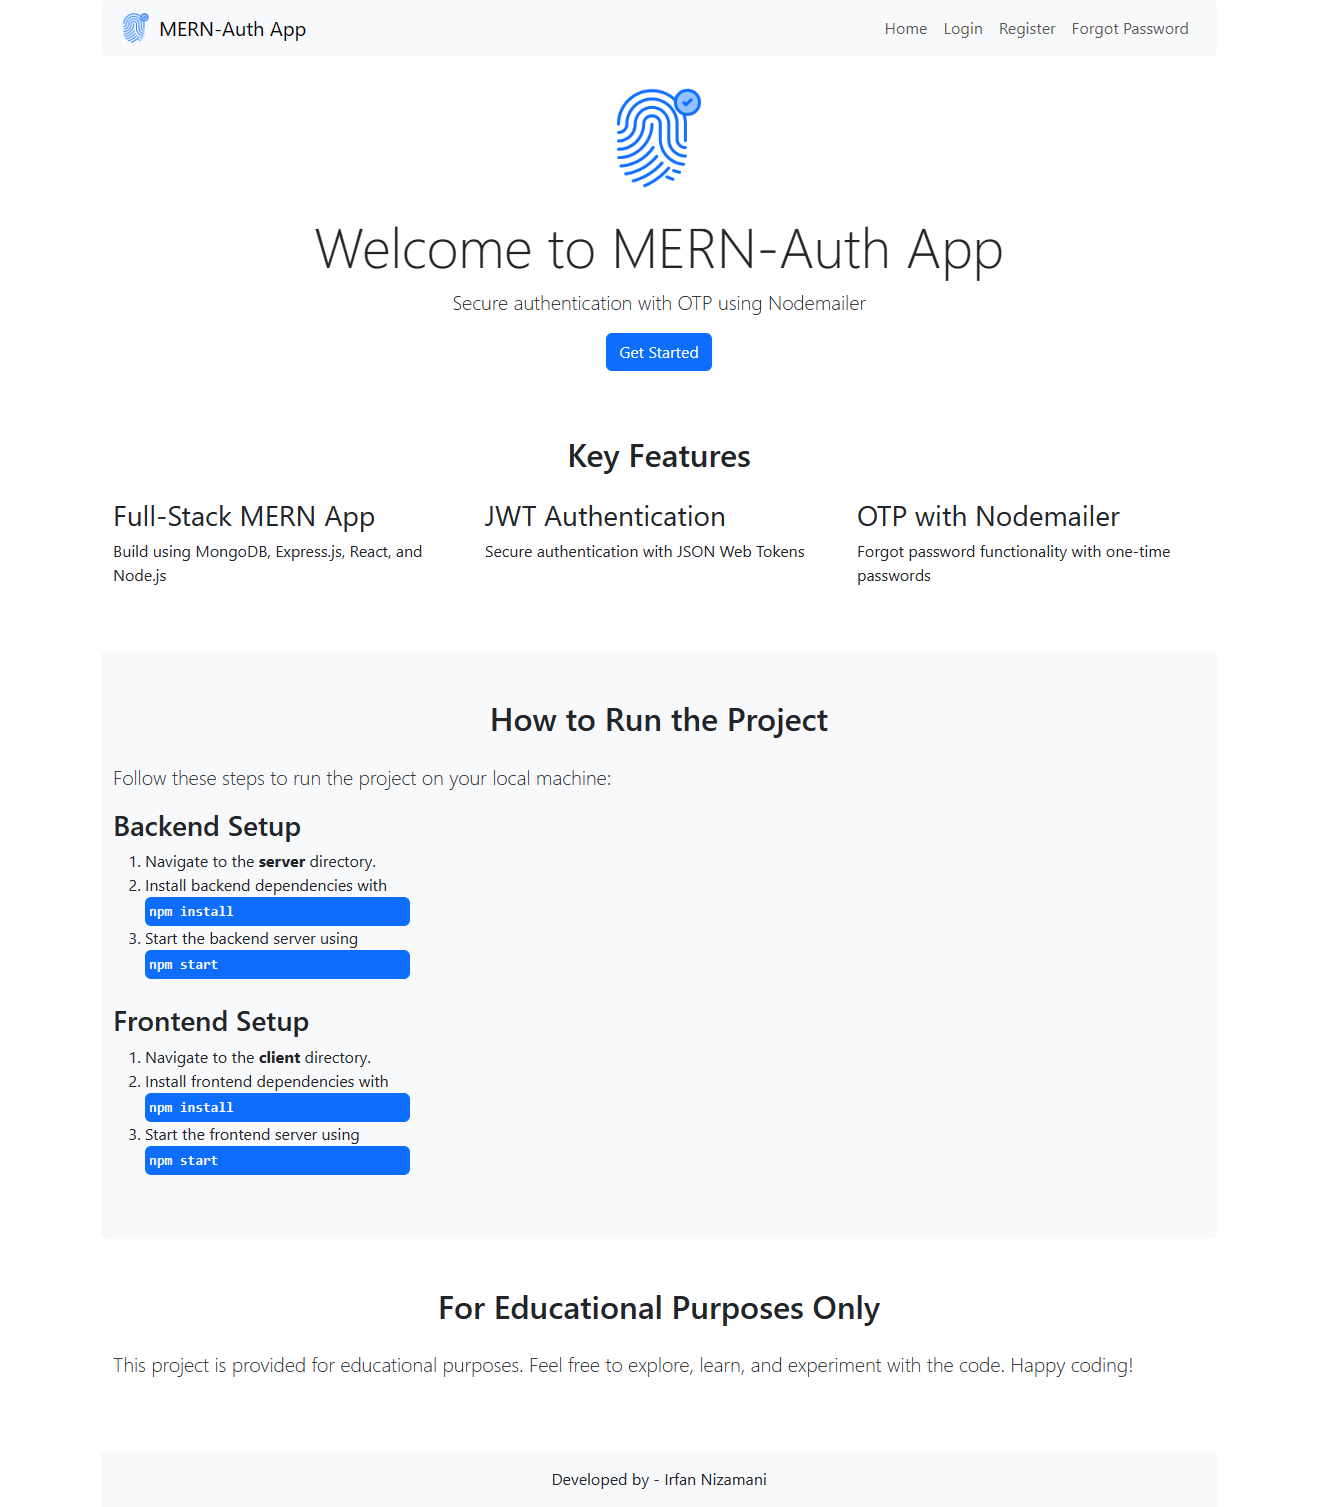 MERN-Auth App
Home Login Register Forgot Password
Welcome to MERN-Auth App
Secure authentication with OTP using Nodemailer
Get Started
Key Features
Full-Stack MERN App
Build using MongoDB, Express.js, React, and
Node.js
JWT Authentication
Secure authentication with JSON Web Tokens
OTP with Nodemailer
Forgot password functionality with one-time
passwords
How to Run the Project
Follow these steps to run the project on your local machine:
Backend Setup
1. Navigate to the server directory.
2. Install backend dependencies with
npm install
3. Start the backend server using
npm start
Frontend Setup
1. Navigate to the client directory.
2. Install frontend dependencies with
npm install
3. Start the frontend server using
npm start
For Educational Purposes Only
This project is provided for educational purposes. Feel free to explore, learn, and experiment with the code. Happy coding!
Developed by - Irfan Nizamani